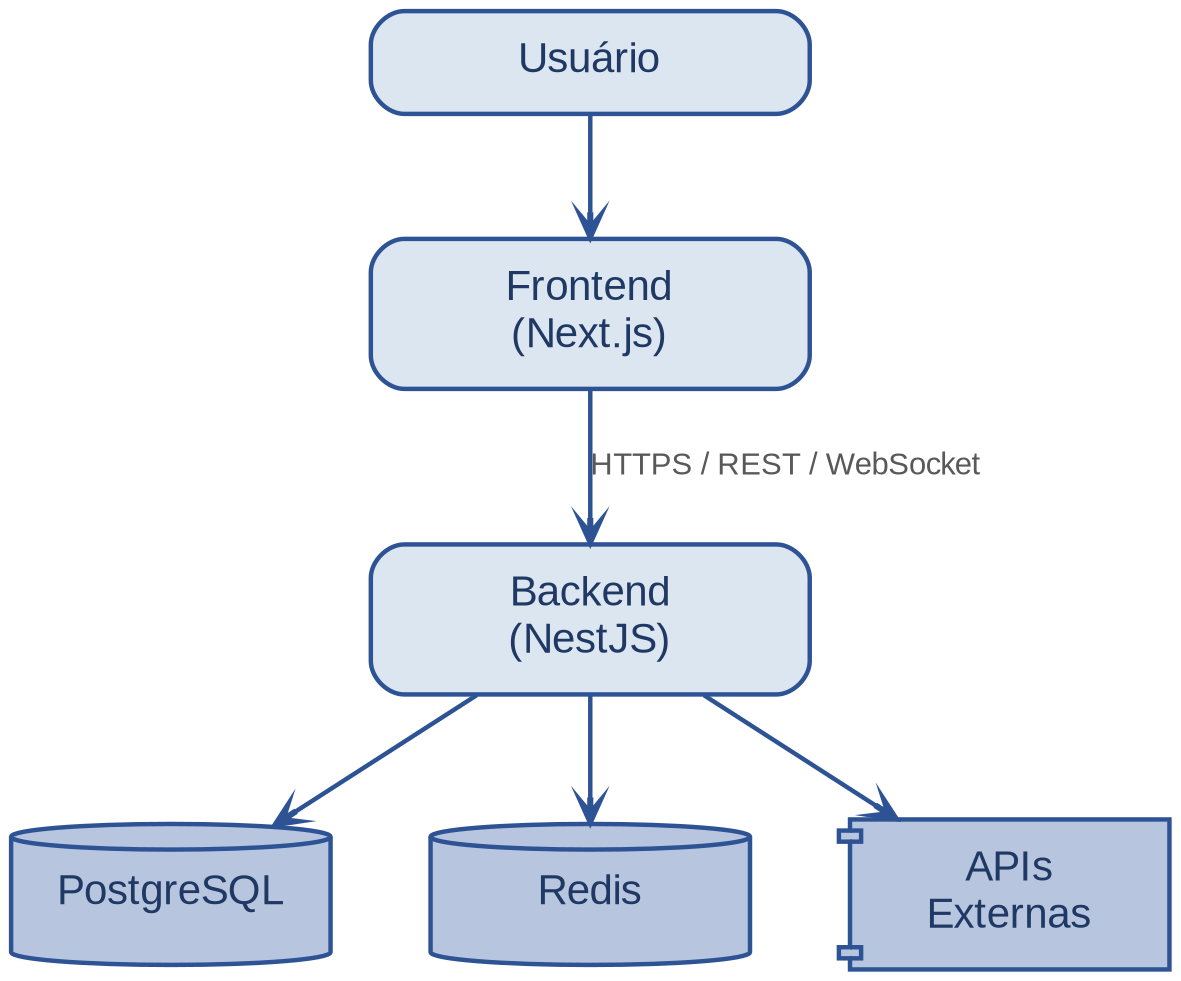 Usuário
Frontend
(Next.js)
HTTPS / REST / WebSocket
Backend
(NestJS)
PostgreSQL
Redis
APIs
Externas